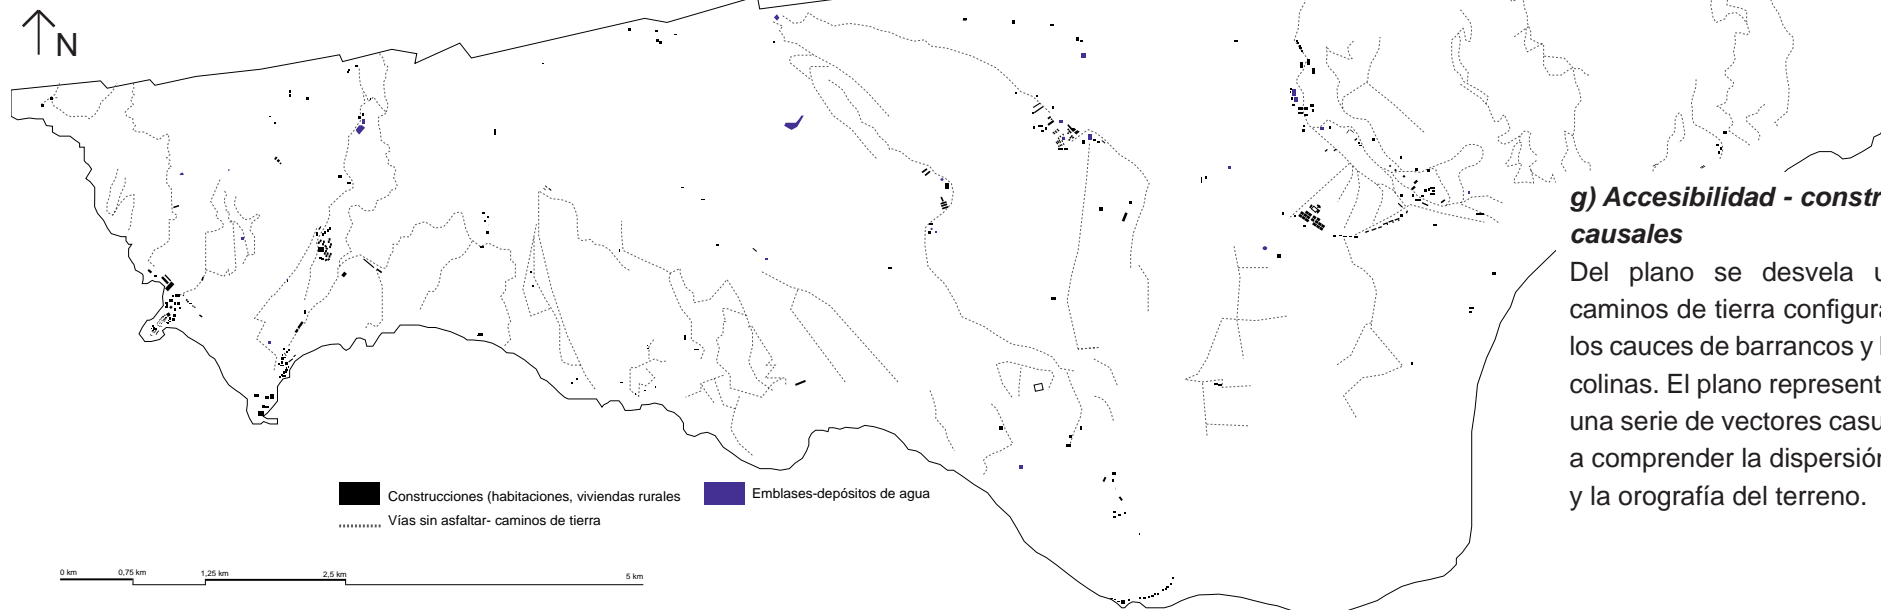 N
g) Accesibilidad - constr
causales
Del plano se desvela u
caminos de tierra configura
los cauces de barrancos y l
colinas. El plano represent
una serie de vectores casu
a comprender la dispersión
y la orografía del terreno.
Construcciones (habitaciones, viviendas rurales
Emblases-depósitos de agua
Vías sin asfaltar- caminos de tierra
0 km 0,75 km 1,25 km 2,5 km 5 km